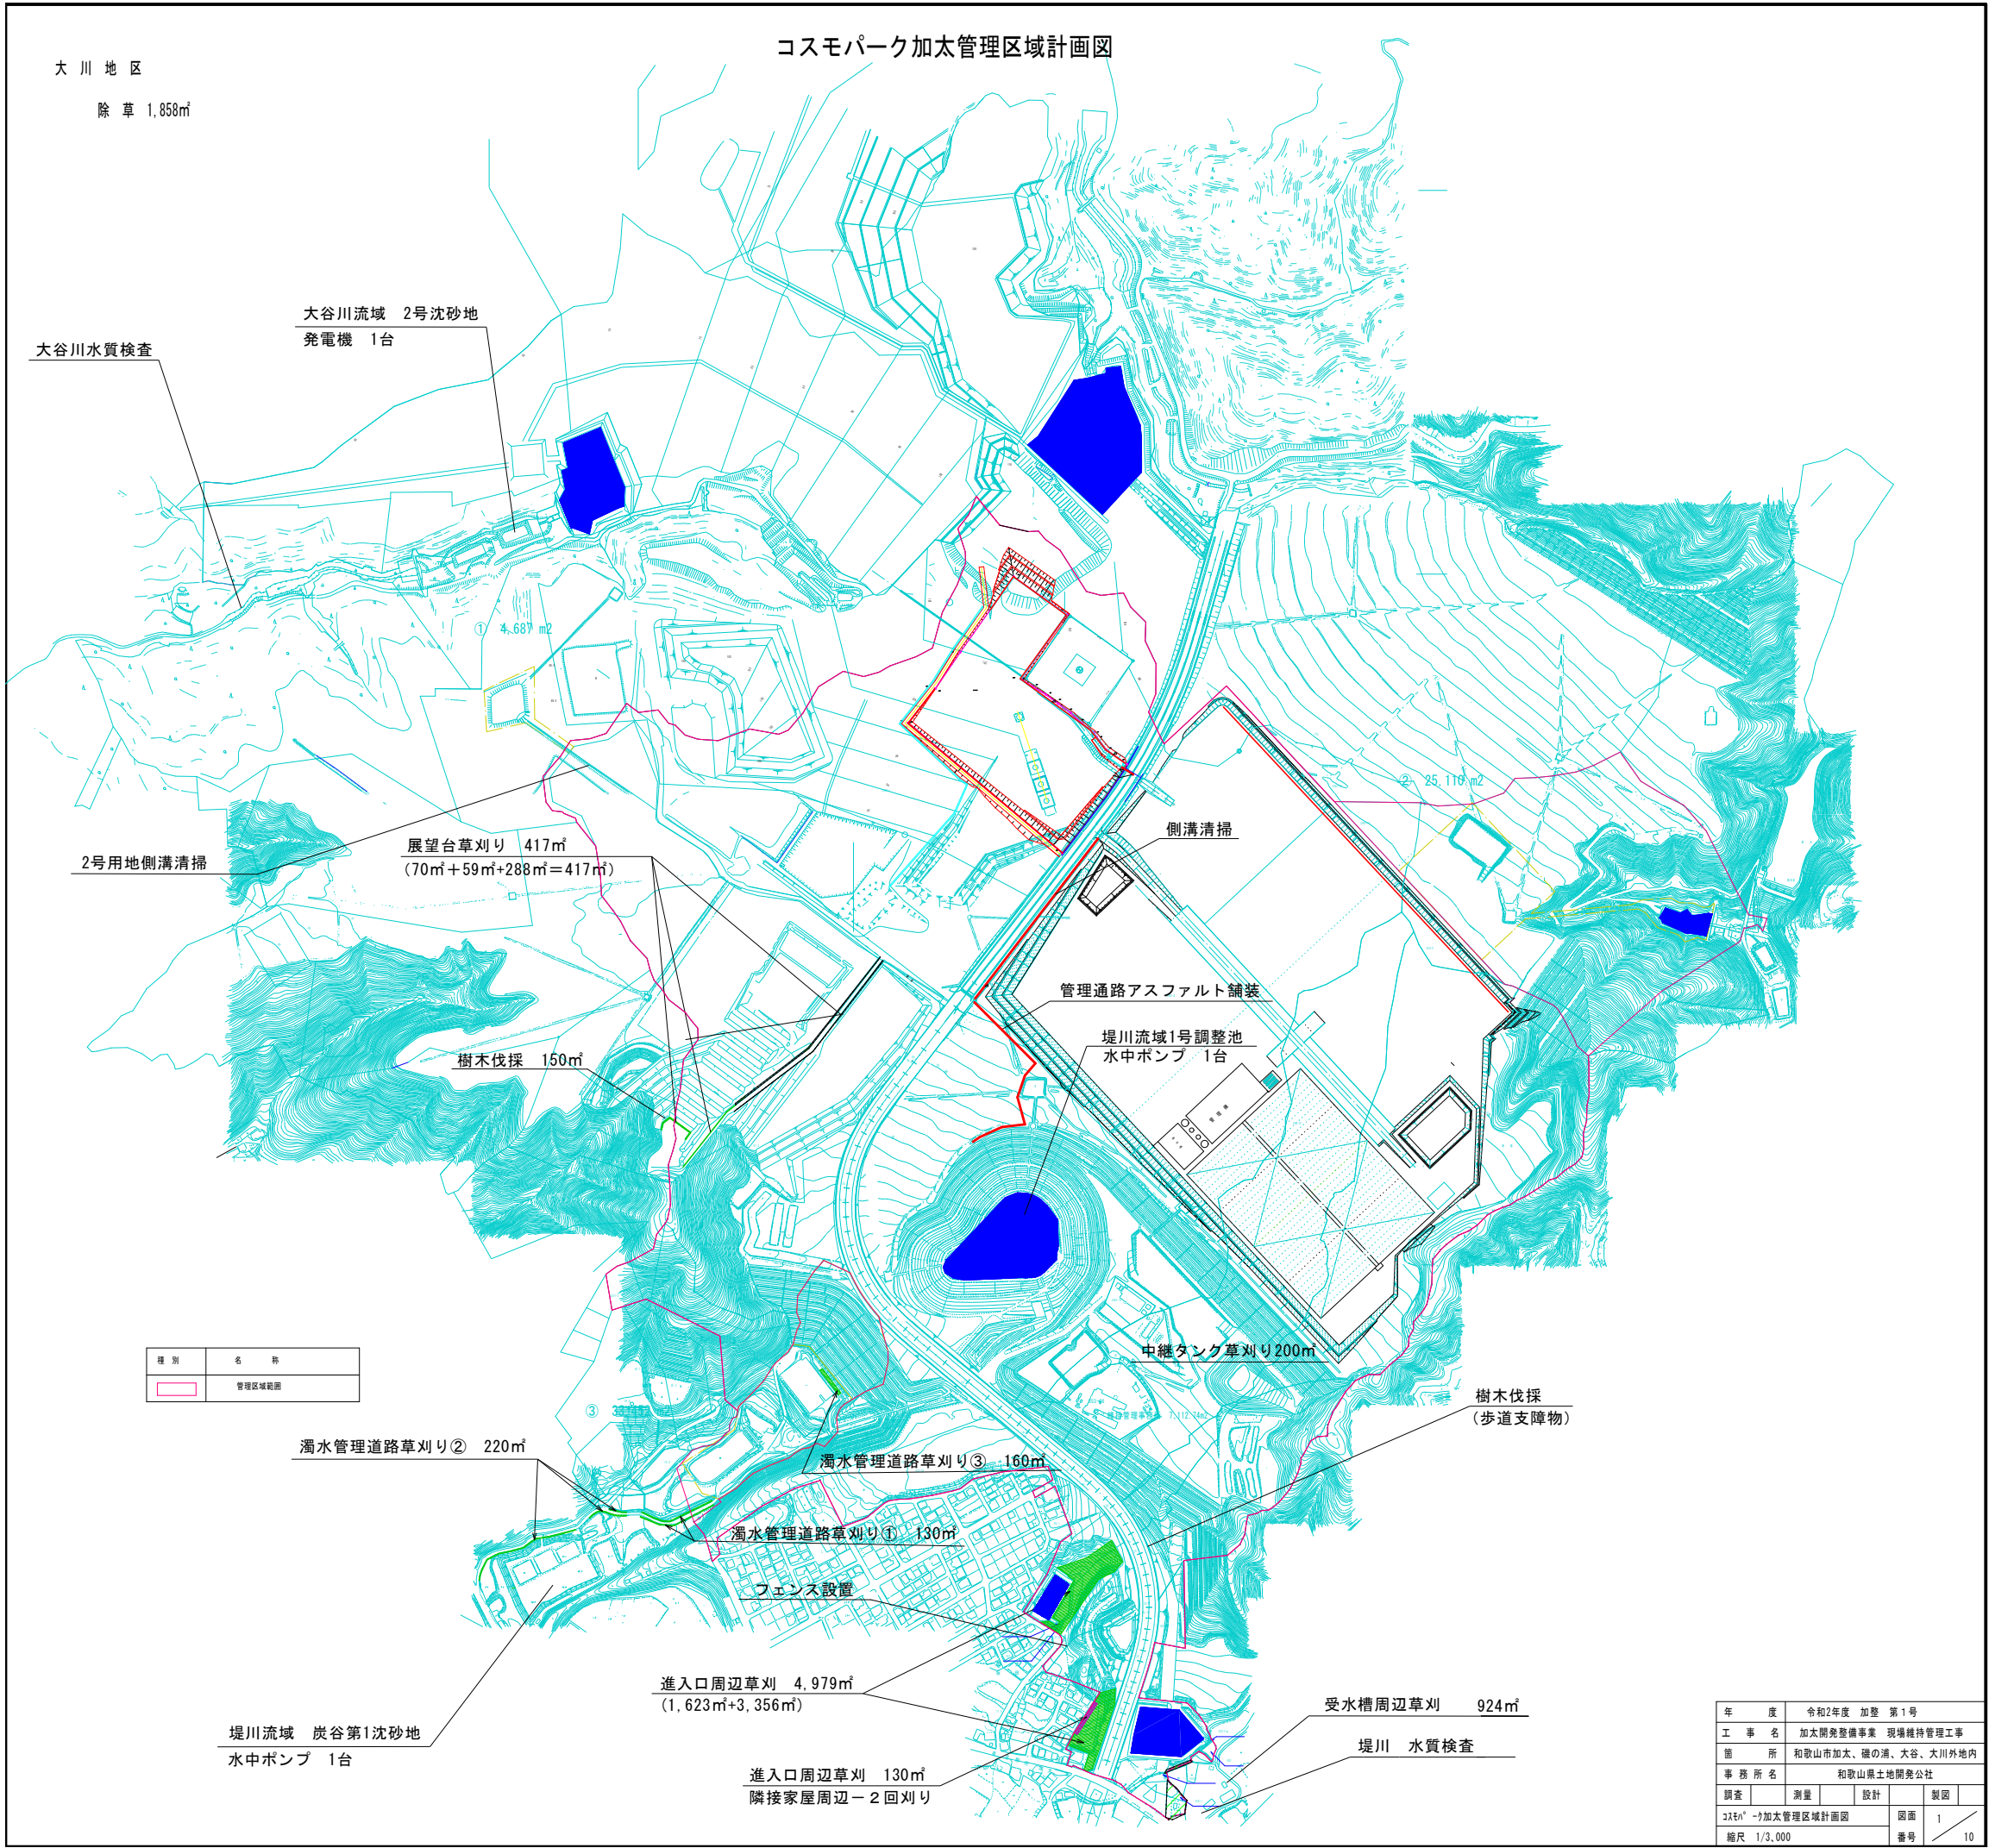 コスモパーク加太管理区域計画図
大川地区
除草 1,858㎡
大谷川流域 2号沈砂地
発電機 1台
大谷川水質検査
① 4,687 m2
② 25,110 m2
2号用地側溝清掃
展望台草刈り 417㎡
(70㎡+59㎡+288㎡=417㎡)
側溝清掃
管理通路アスファルト舗装
堤川流域1号調整池
水中ポンプ 1台
樹木伐採 150㎡
中継タンク草刈り200㎡
樹木伐採
(歩道支障物)
種別 名称
管理区域範囲
③
7,112.74m2
濁水管理道路草刈り② 220㎡
濁水管理道路草刈り③ 160㎡
濁水管理道路草刈り① 130㎡
フェンス設置
進入口周辺草刈 4,979㎡
(1,623㎡+3,356㎡)
堤川流域 炭谷第1沈砂地
水中ポンプ 1台
進入口周辺草刈 130㎡
隣接家屋周辺−2回刈り
受水槽周辺草刈 924㎡
堤川 水質検査
年度 令和2年度 加整 第1号
工事名 加太開発整備事業 現場維持管理工事
箇所 和歌山市加太、磯の浦、大谷、大川外地内
事務所名 和歌山県土地開発公社
調査 測量 設計 製図
コスモパーク加太管理区域計画図 図面番号 1/10
縮尺 1/3,000